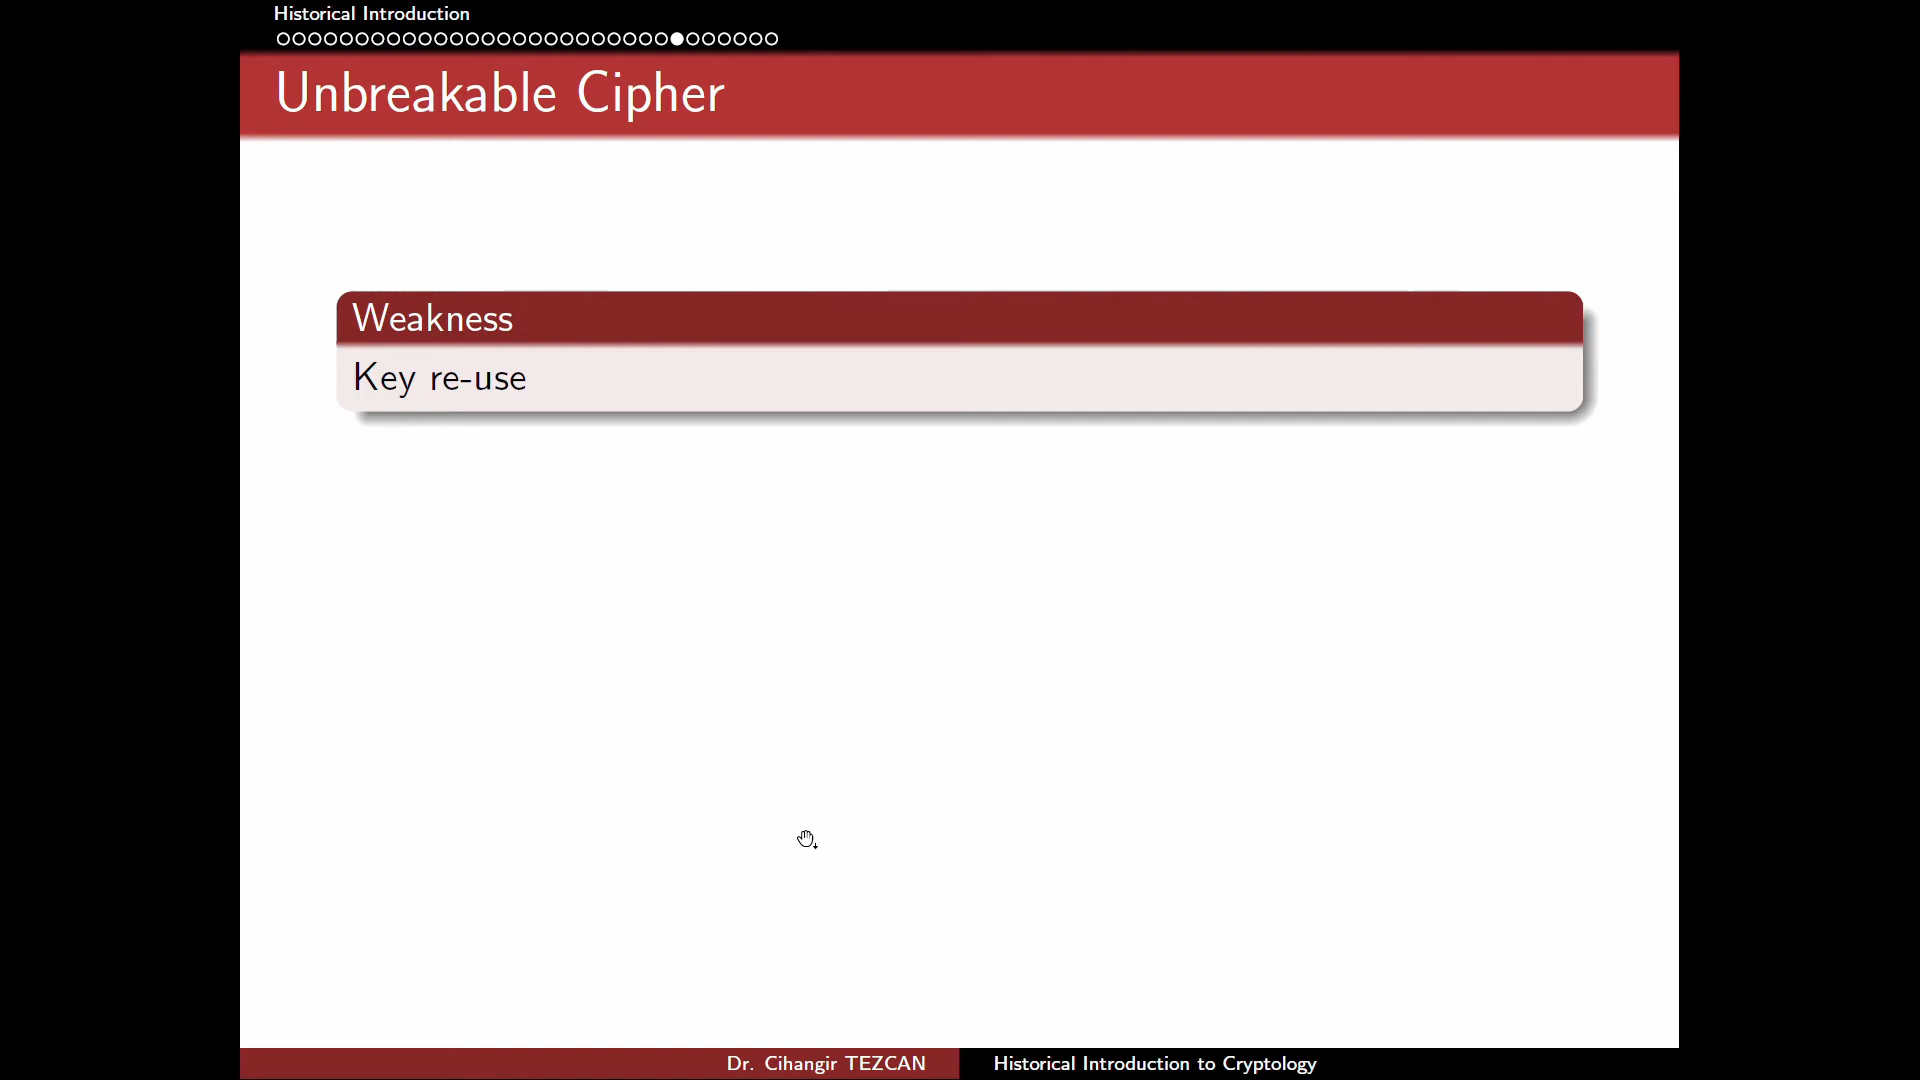 Historical Introduction
Unbreakable Cipher
Weakness
Key re-use
Dr. Cihangir TEZCAN
Historical Introduction to Cryptology